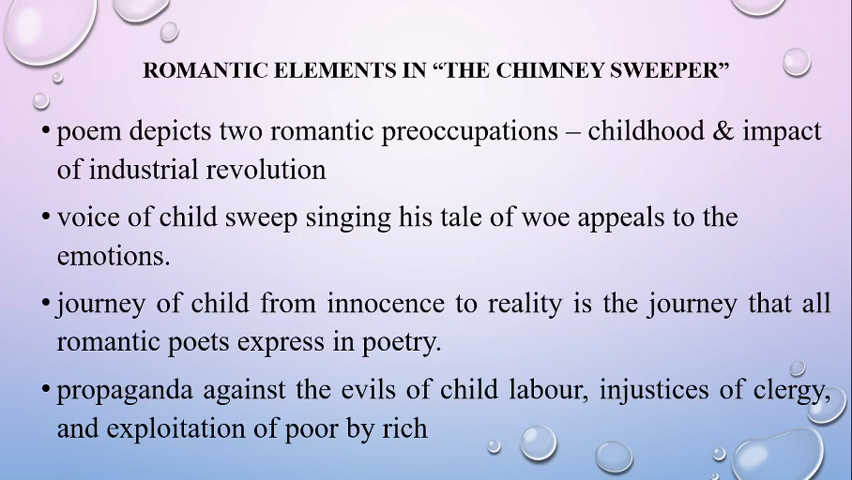 ROMANTIC ELEMENTS IN “THE CHIMNEY SWEEPER”
• poem depicts two romantic preoccupations – childhood & impact
of industrial revolution
• voice of child sweep singing his tale of woe appeals to the
emotions.
• journey of child from innocence to reality is the journey that all
romantic poets express in poetry.
• propaganda against the evils of child labour, injustices of clergy,
and exploitation of poor by rich